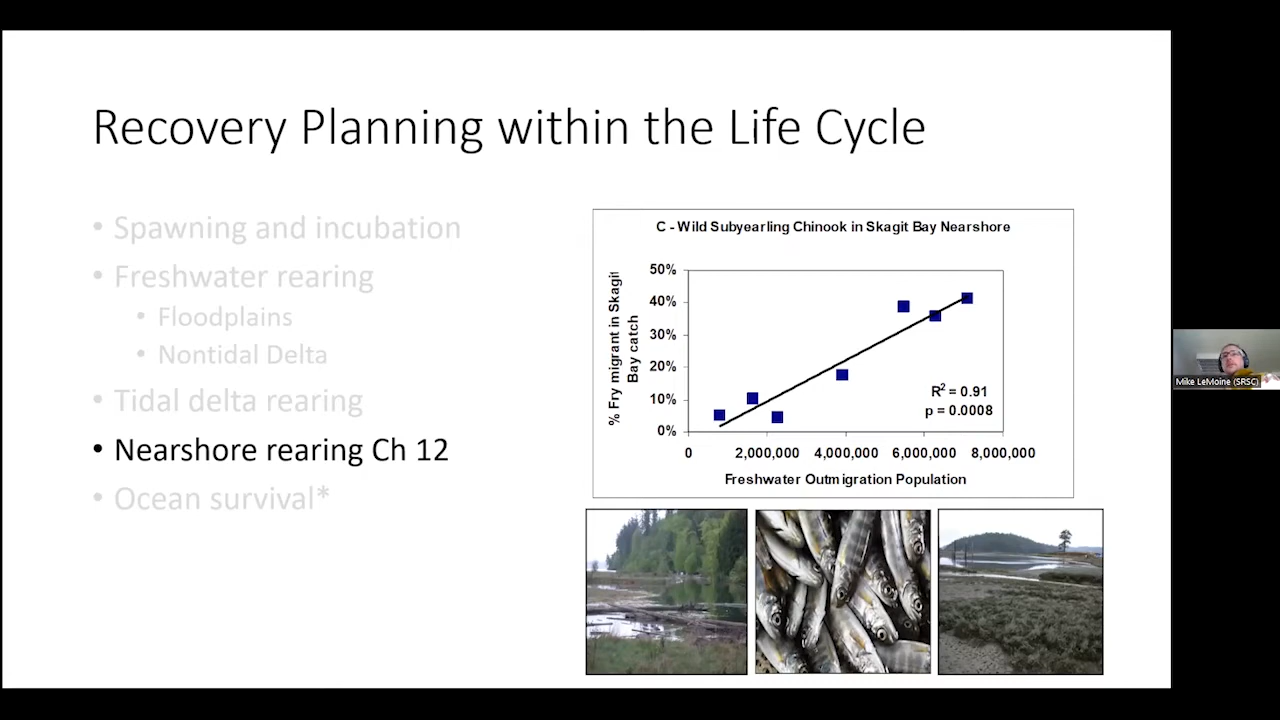 Recovery Planning within the Life Cycle
• Spawning and incubation
• Freshwater rearing
• Floodplains
• Nontidal Delta
• Tidal delta rearing
• Nearshore rearing Ch 12
• Ocean survival*
C - Wild Subyearling Chinook in Skagit Bay Nearshore
% Fry migrant in Skagit
Bay catch
50%
40%
30%
20%
10%
0%
R² = 0.91
p = 0.0008
0 2,000,000 4,000,000 6,000,000 8,000,000
Freshwater Outmigration Population
Mike LeMoine (SRSC)